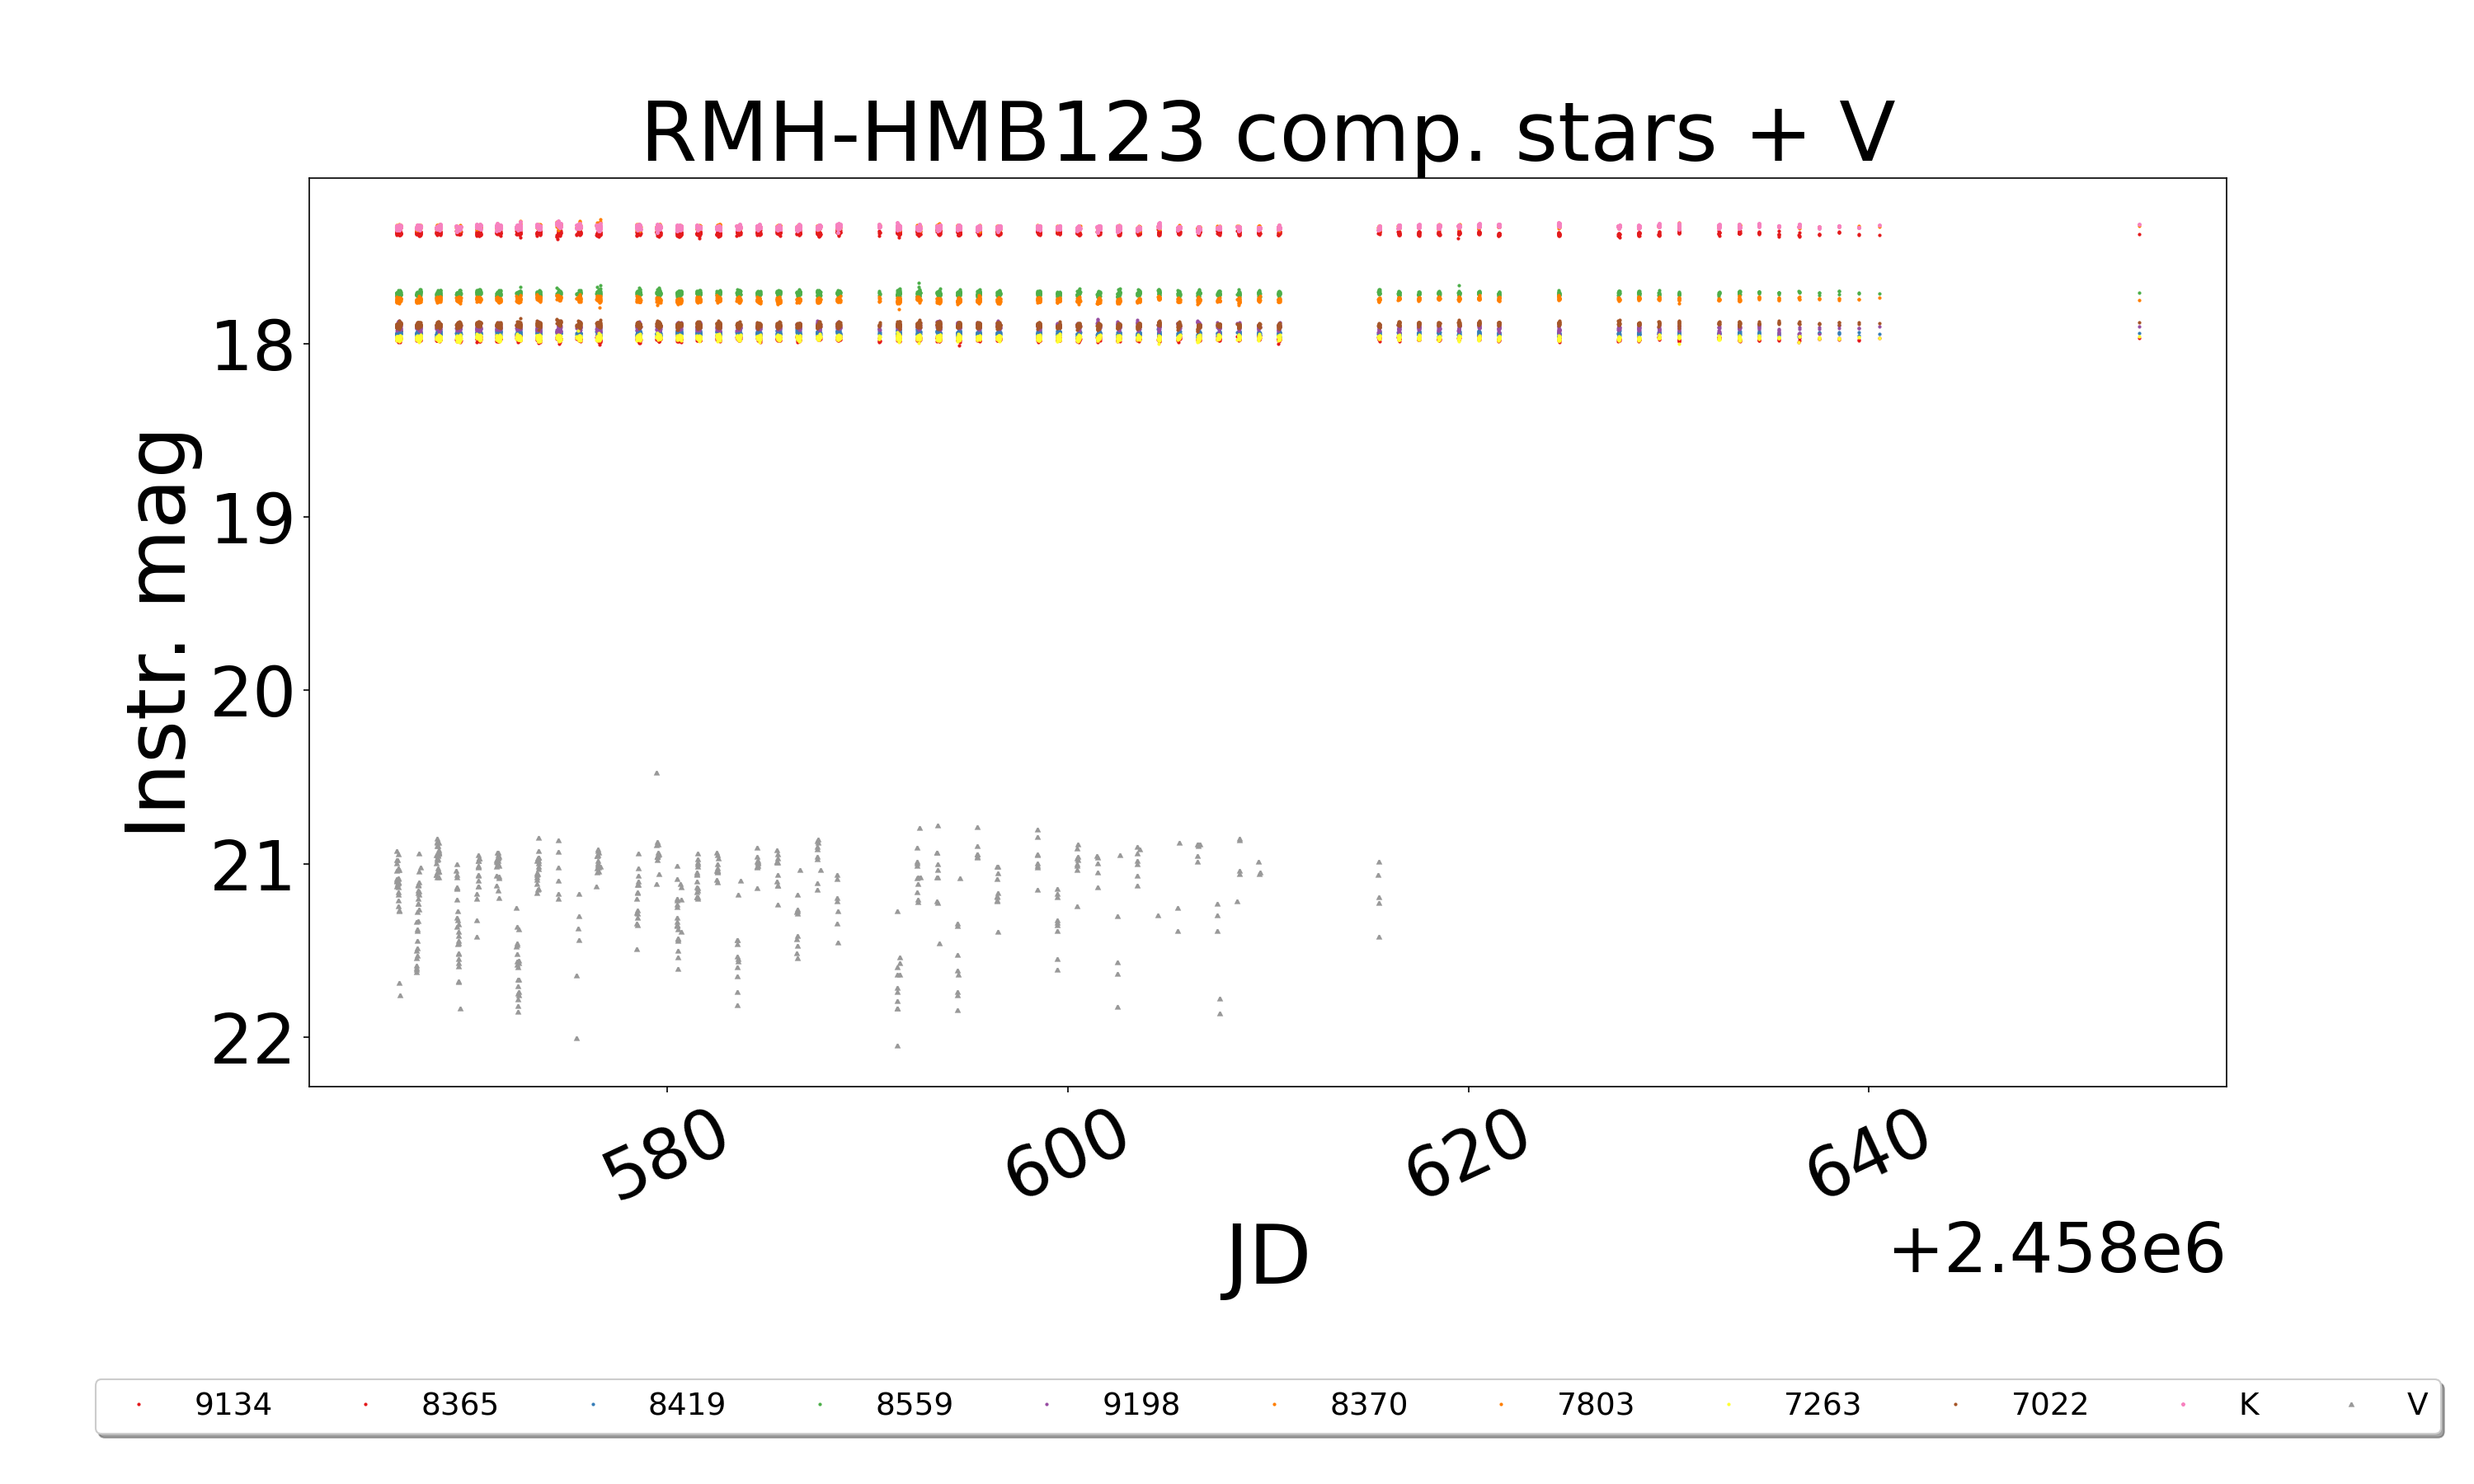 RMH-HMB123 comp. stars + V
Instr. mag
18
19
20
21
22
580 600 620 640
JD
+2.458e6
9134 8365 8419 8559 9198 8370 7803 7263 7022 K V